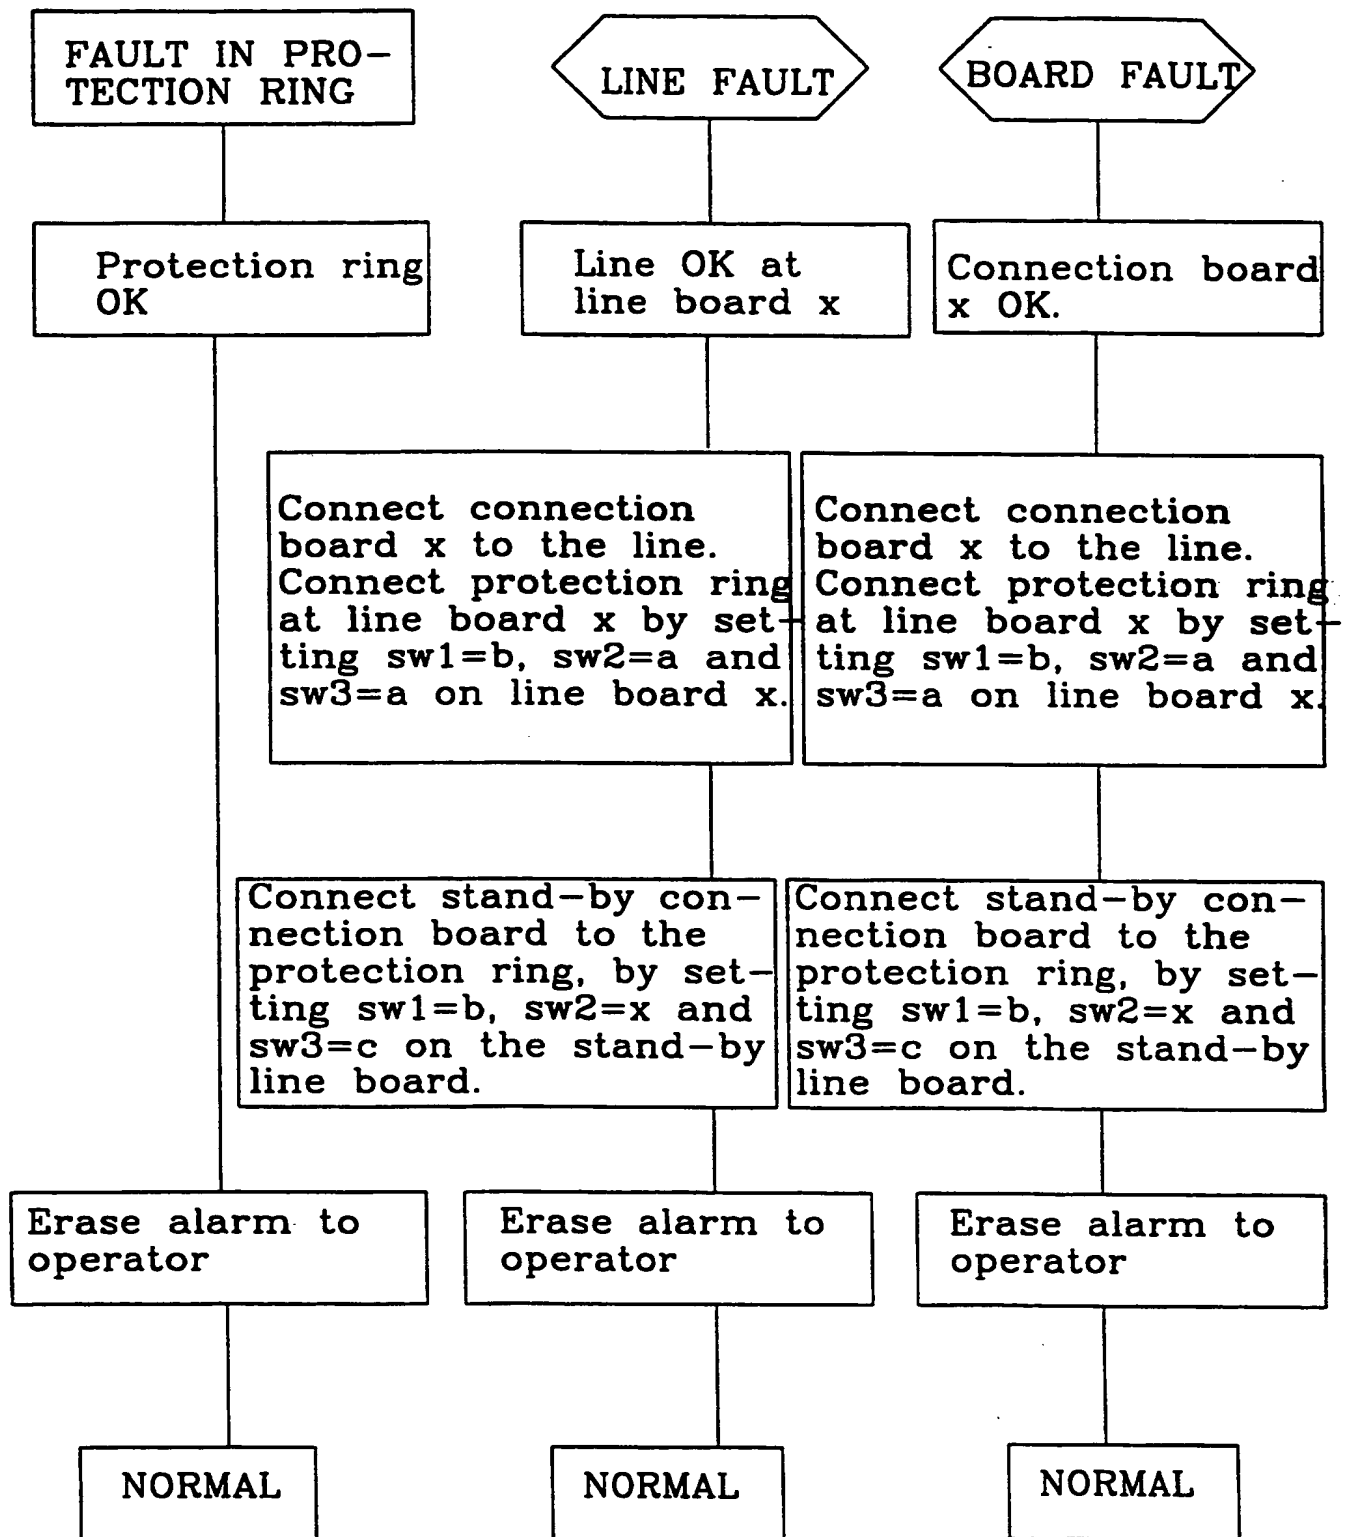 FAULT IN PRO-
TECTION RING
LINE FAULT
BOARD FAULT
Protection ring
OK
Line OK at
line board x
Connection board
x OK.
Connect connection
board x to the line.
Connect protection ring
at line board x by set-
ting sw1=b, sw2=a and
sw3=a on line board x.
Connect connection
board x to the line.
Connect protection ring
at line board x by set-
ting sw1=b, sw2=a and
sw3=a on line board x.
Connect stand-by con-
nection board to the
protection ring, by set-
ting sw1=b, sw2=x and
sw3=c on the stand-by
line board.
Connect stand-by con-
nection board to the
protection ring, by set-
ting sw1=b, sw2=x and
sw3=c on the stand-by
line board.
Erase alarm to
operator
Erase alarm to
operator
Erase alarm to
operator
NORMAL
NORMAL
NORMAL